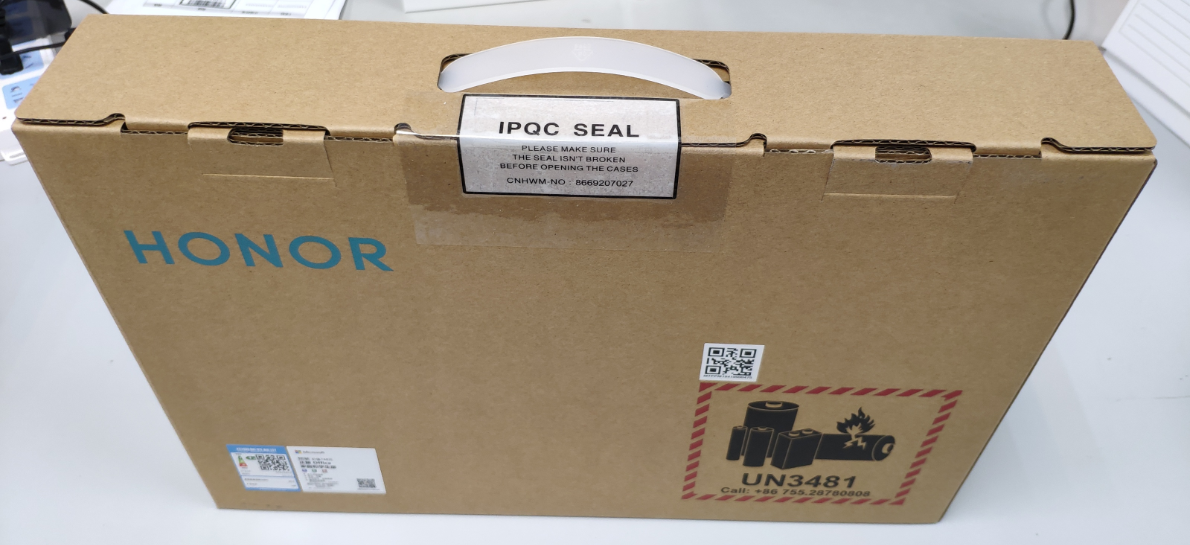 IPQC SEAL
PLEASE MAKE SURE
THE SEAL ISN'T BROKEN
BEFORE OPENING THE CASES
CNHWM-NO : 8669207027
HONOR
UN3481
Call: +86 755.28780808